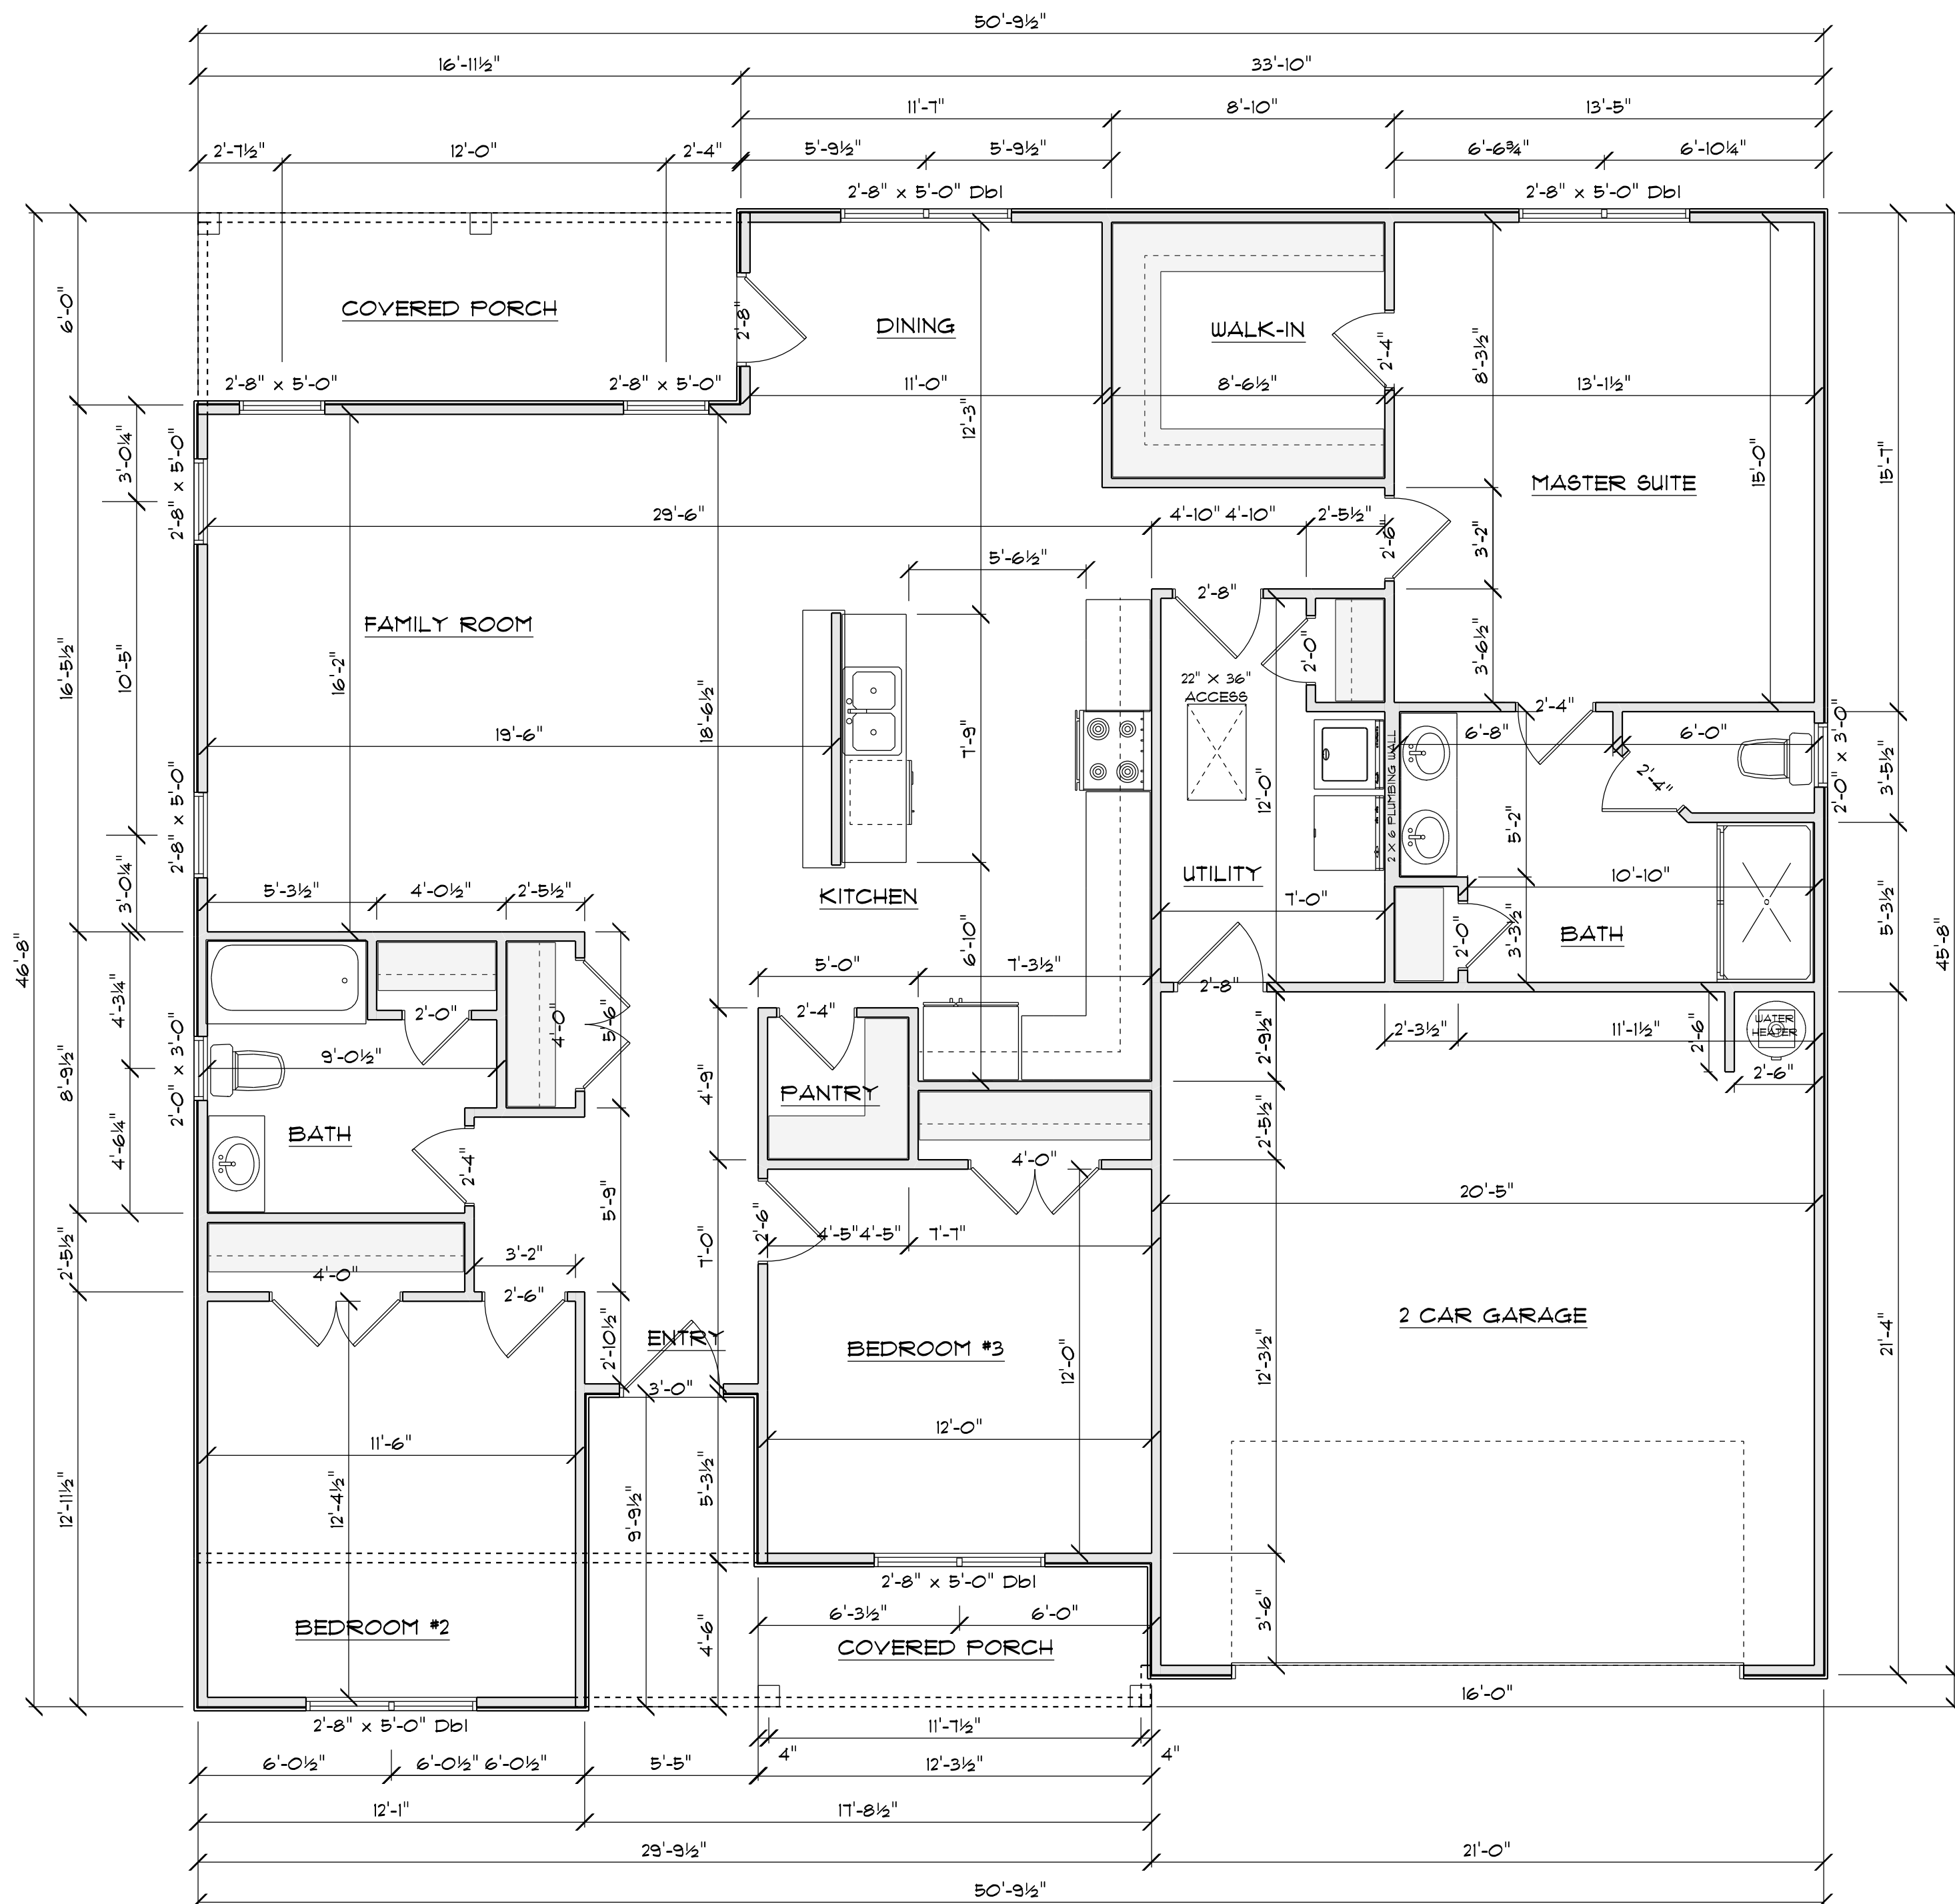 50'-9½"
16'-11½" 33'-10"
11'-7" 8'-10" 13'-5"
2'-7½" 12'-0" 2'-4" 5'-9½" 5'-9½" 6'-6¾" 6'-10¼"
2'-8" x 5'-0" Dbl 2'-8" x 5'-0" Dbl
6'-0"
COVERED PORCH
2'-8"
DINING
WALK-IN
2'-4"
8'-3½"
2'-8" x 5'-0" 2'-8" x 5'-0"
11'-0" 8'-6½" 13'-1½"
12'-3"
3'-0¼"
2'-8" x 5'-0"
15'-0"
15'-7"
MASTER SUITE
29'-6"
4'-10" 4'-10" 2'-5½"
2'-6"
3'-2"
5'-6½"
2'-8"
FAMILY ROOM
16'-5½"
10'-5"
16'-2"
18'-6½"
2'-0"
3'-6½"
22" X 36"
ACCESS
2'-4"
19'-6"
7'-9"
6'-8" 6'-0"
2'-0" x 3'-0"
2'-4"
3'-5½"
2 X 6 PLUMBING WALL
12'-0"
5'-2"
2'-8" x 5'-0"
3'-0¼"
UTILITY
10'-10"
5'-3½" 4'-0½" 2'-5½"
KITCHEN
7'-0"
BATH
2'-0"
3'-3½"
5'-3½"
46'-8"
45'-8"
6'-10"
5'-0" 7'-3½"
2'-8"
4'-3¼"
2'-0"
4'-0"
5'-6"
2'-4"
2'-9½"
2'-3½" 11'-1½"
2'-6"
WATER
HEATER
2'-6"
9'-0½"
2'-0" x 3'-0"
8'-9½"
4'-9"
PANTRY
BATH
4'-6¼"
2'-4"
2'-5½"
4'-0"
5'-9"
20'-5"
2'-6"
4'-5" 4'-5" 7'-7"
7'-0"
2'-5½"
3'-2"
4'-0"
2'-6"
2'-10½"
ENTRY
BEDROOM #3
12'-0"
12'-3½"
2 CAR GARAGE
21'-4"
3'-0"
12'-0"
11'-6"
12'-11½"
12'-4½"
9'-9½"
5'-3½"
2'-8" x 5'-0" Dbl
6'-3½" 6'-0"
3'-6"
BEDROOM #2
4'-6"
COVERED PORCH
16'-0"
2'-8" x 5'-0" Dbl
11'-7½"
4" 4"
6'-0½" 6'-0½" 6'-0½" 5'-5" 12'-3½"
12'-1" 17'-8½"
29'-9½" 21'-0"
50'-9½"